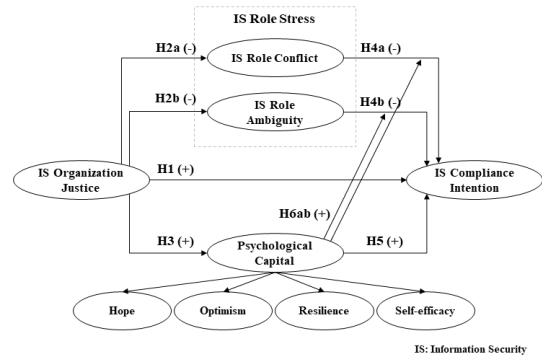 IS Role Stress
H2a (-)
IS Role Conflict
H4a (-)
H2b (-)
IS Role
Ambiguity
H4b (-)
IS Organization
Justice
H1 (+)
IS Compliance
Intention
H6ab (+)
H3 (+)
Psychological
Capital
H5 (+)
Hope
Optimism
Resilience
Self-efficacy
IS: Information Security